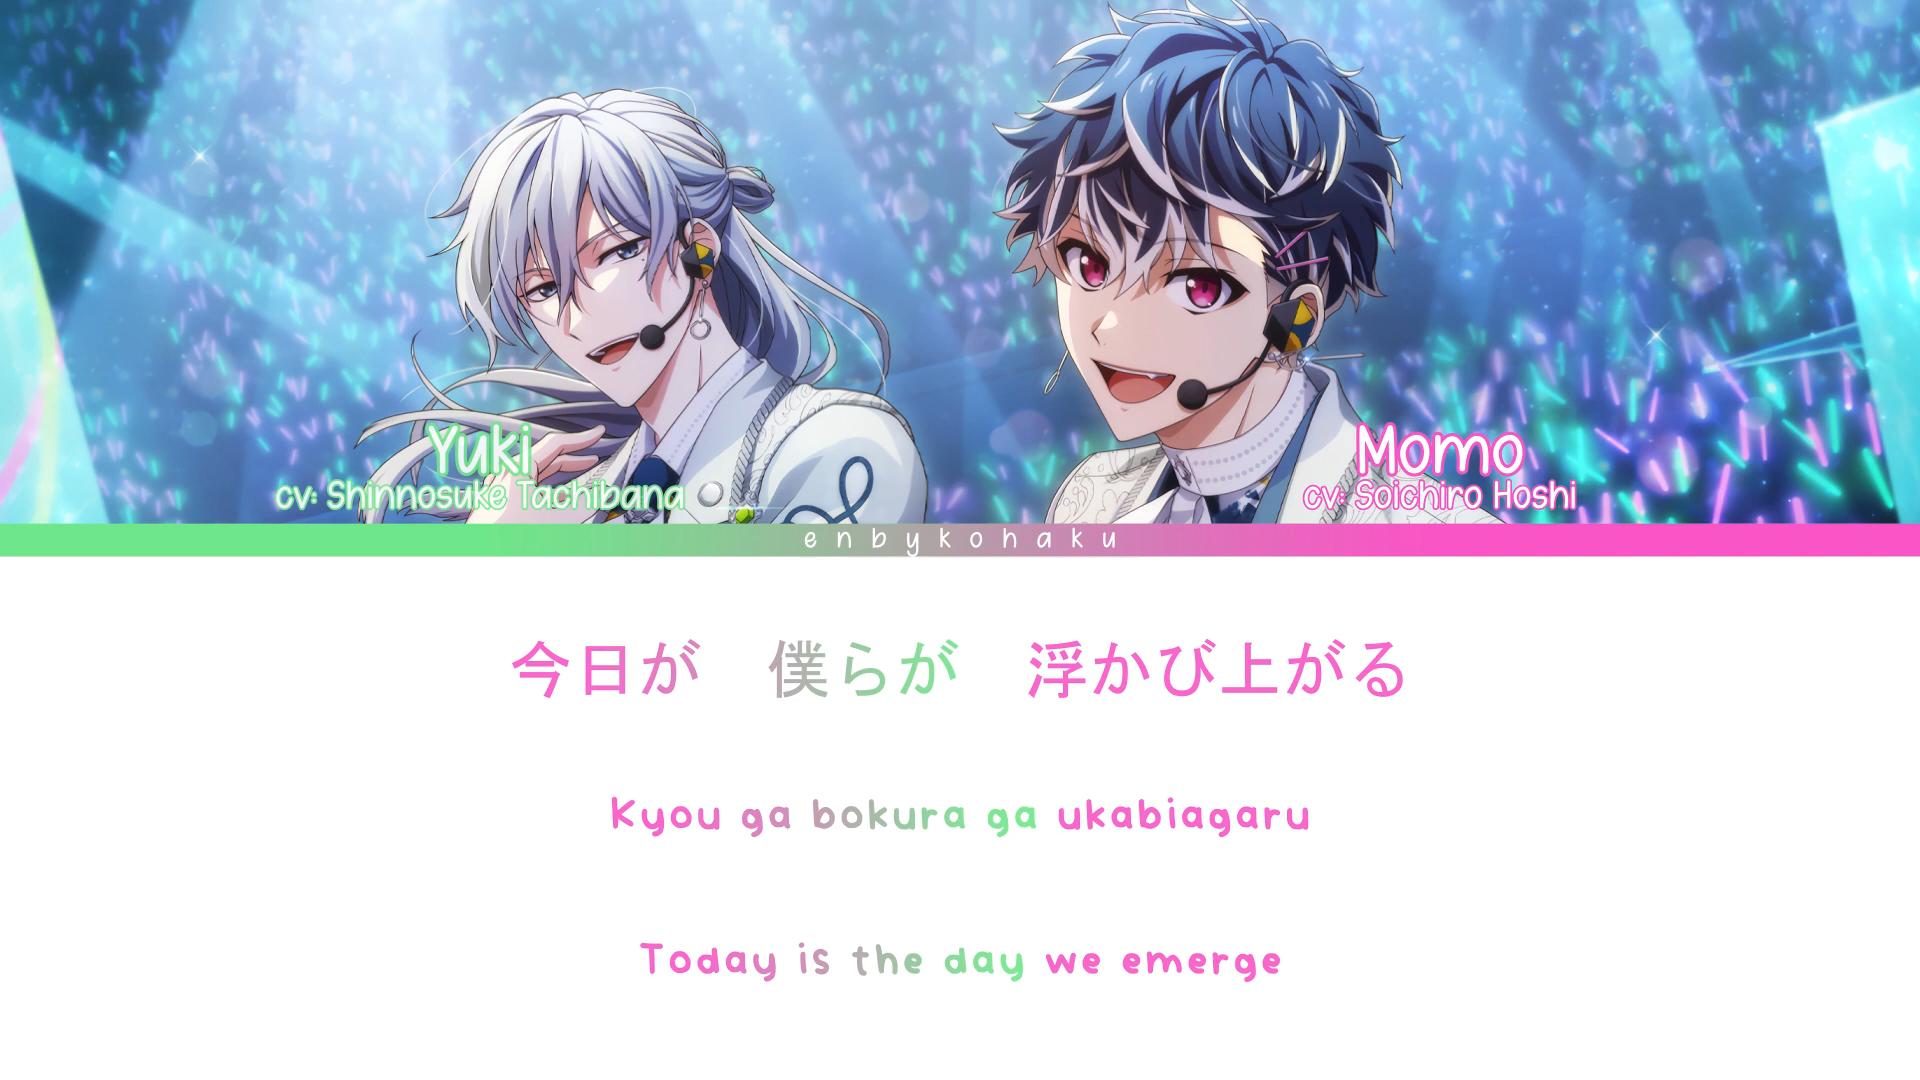 Yuki
cv: Shinnosuke Tachibana
Momo
cv: Soichiro Hoshi
enbykohaku
今日が　僕らが　浮かび上がる
Kyou ga bokura ga ukabiagaru
Today is the day we emerge